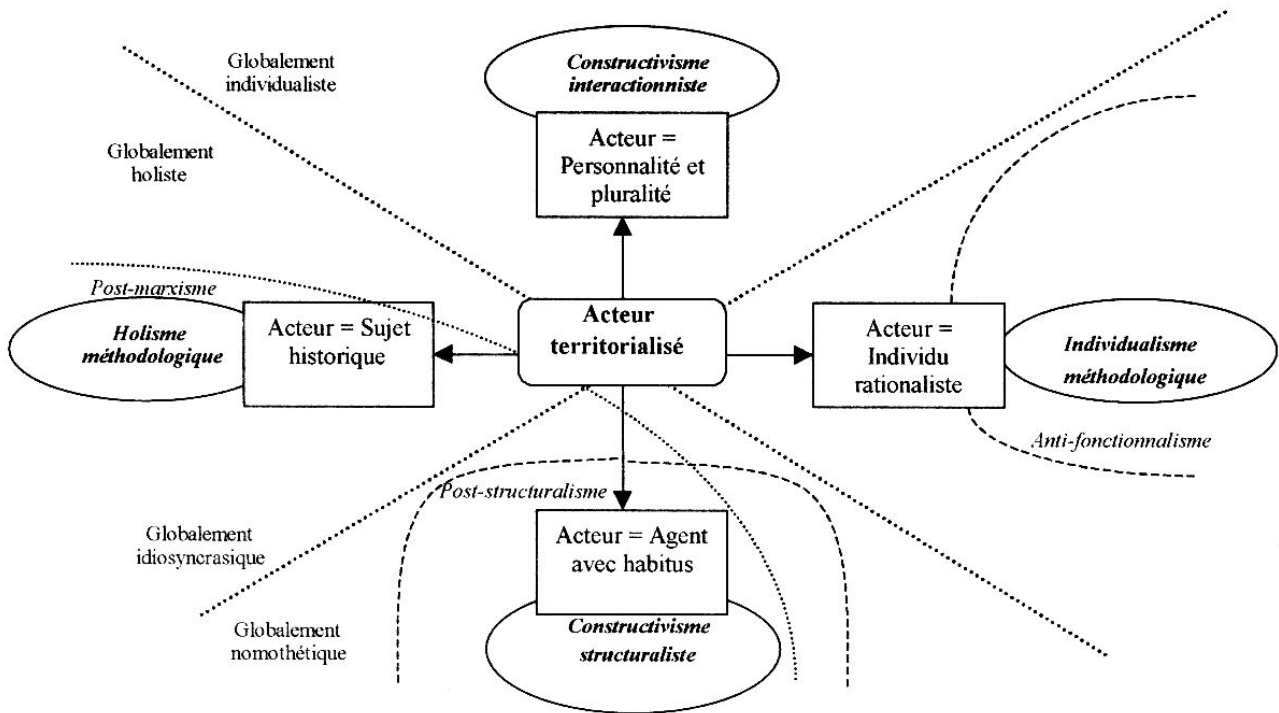 Globalement
individualiste
Constructivisme
interactionniste
Acteur =
Personnalité et
pluralité
Globalement
holiste
Post-marxisme
Holisme
méthodologique
Acteur = Sujet
historique
Acteur
territorialisé
Acteur =
Individu
rationaliste
Individualisme
méthodologique
Anti-fonctionnalisme
Post-structuralisme
Globalement
idiosyncrasique
Acteur = Agent
avec habitus
Globalement
nomothétique
Constructivisme
structuraliste